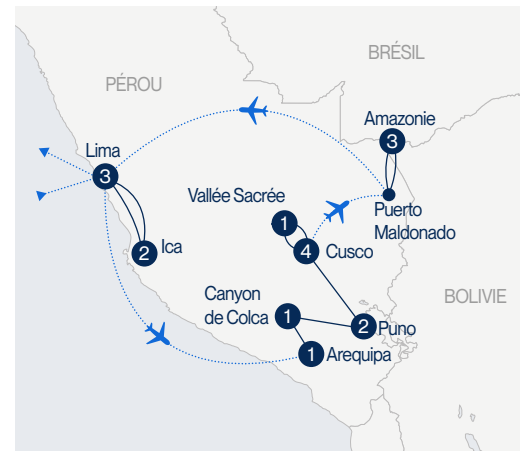 BRÉSIL
PÉROU
Amazonie
3
Lima
3
Vallée Sacrée
1
Puerto
Maldonado
2
Ica
4
Cusco
BOLIVIE
Canyon
de Colca
1
2
Puno
1
Arequipa